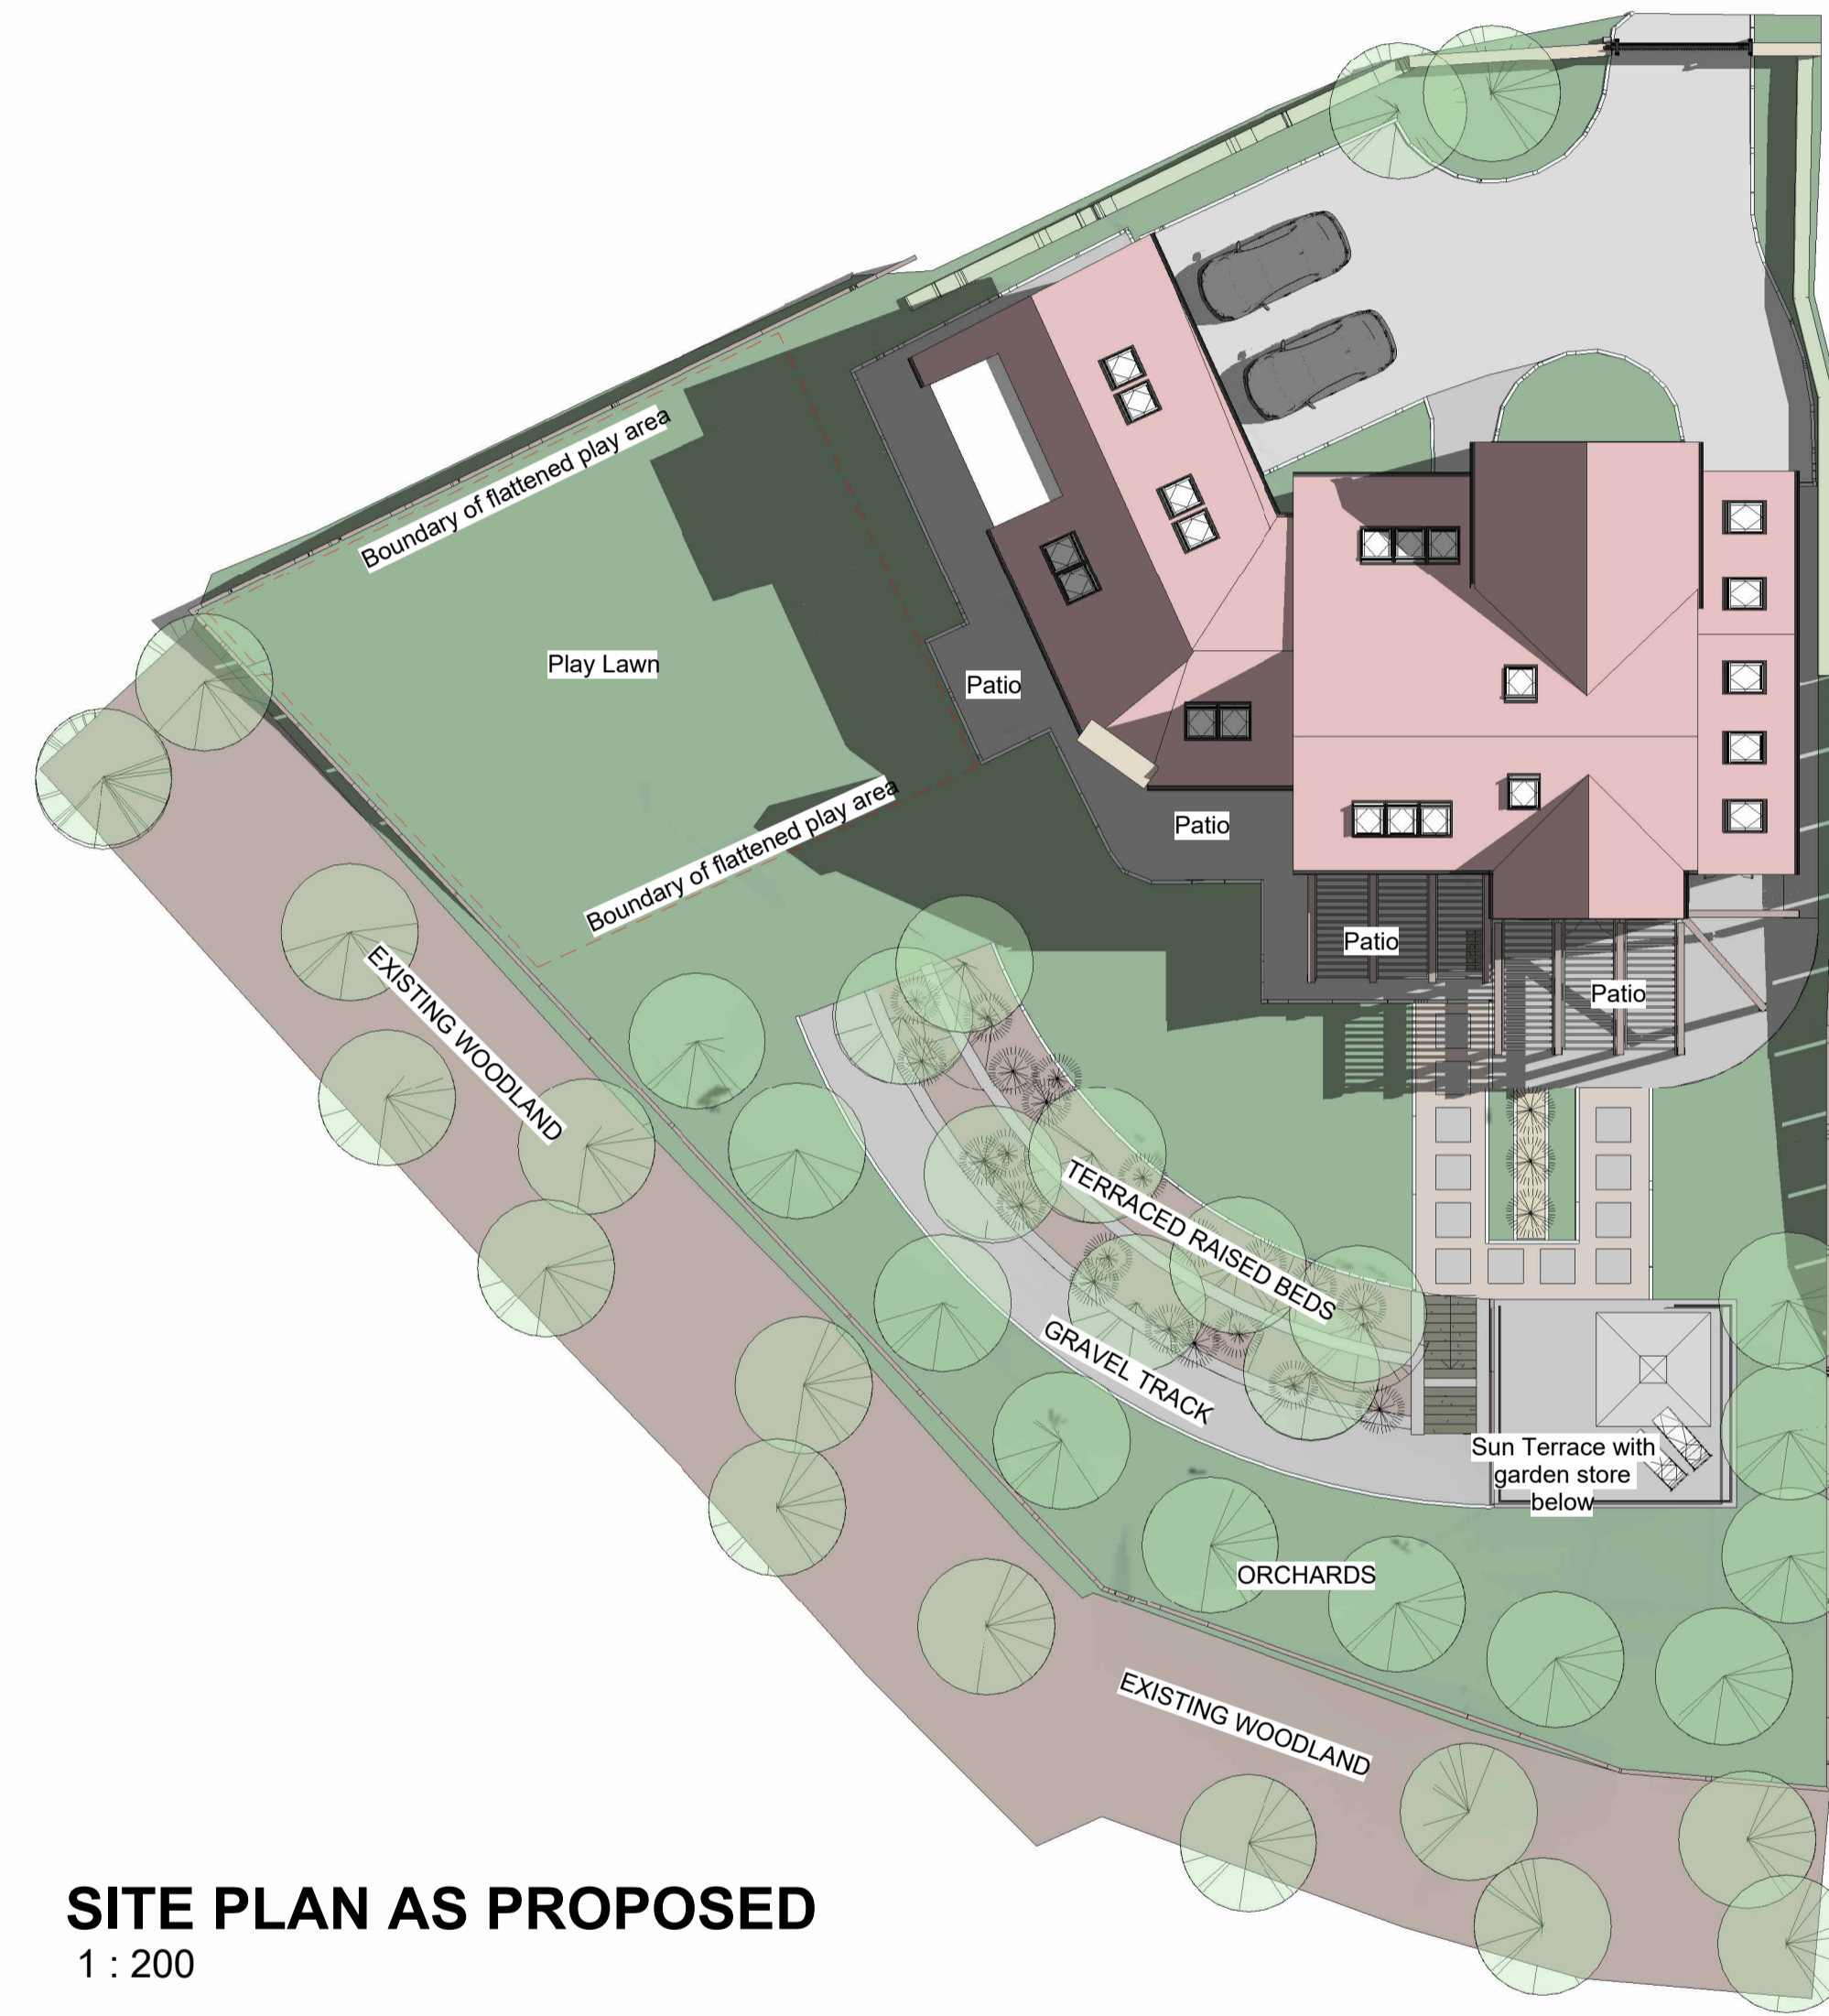 Boundary of flattened play area
Play Lawn
Patio
Boundary of flattened play area
Patio
Patio
Patio
EXISTING WOODLAND
TERRACED RAISED BEDS
GRAVEL TRACK
Sun Terrace with
garden store
below
ORCHARDS
EXISTING WOODLAND
SITE PLAN AS PROPOSED
1 : 200